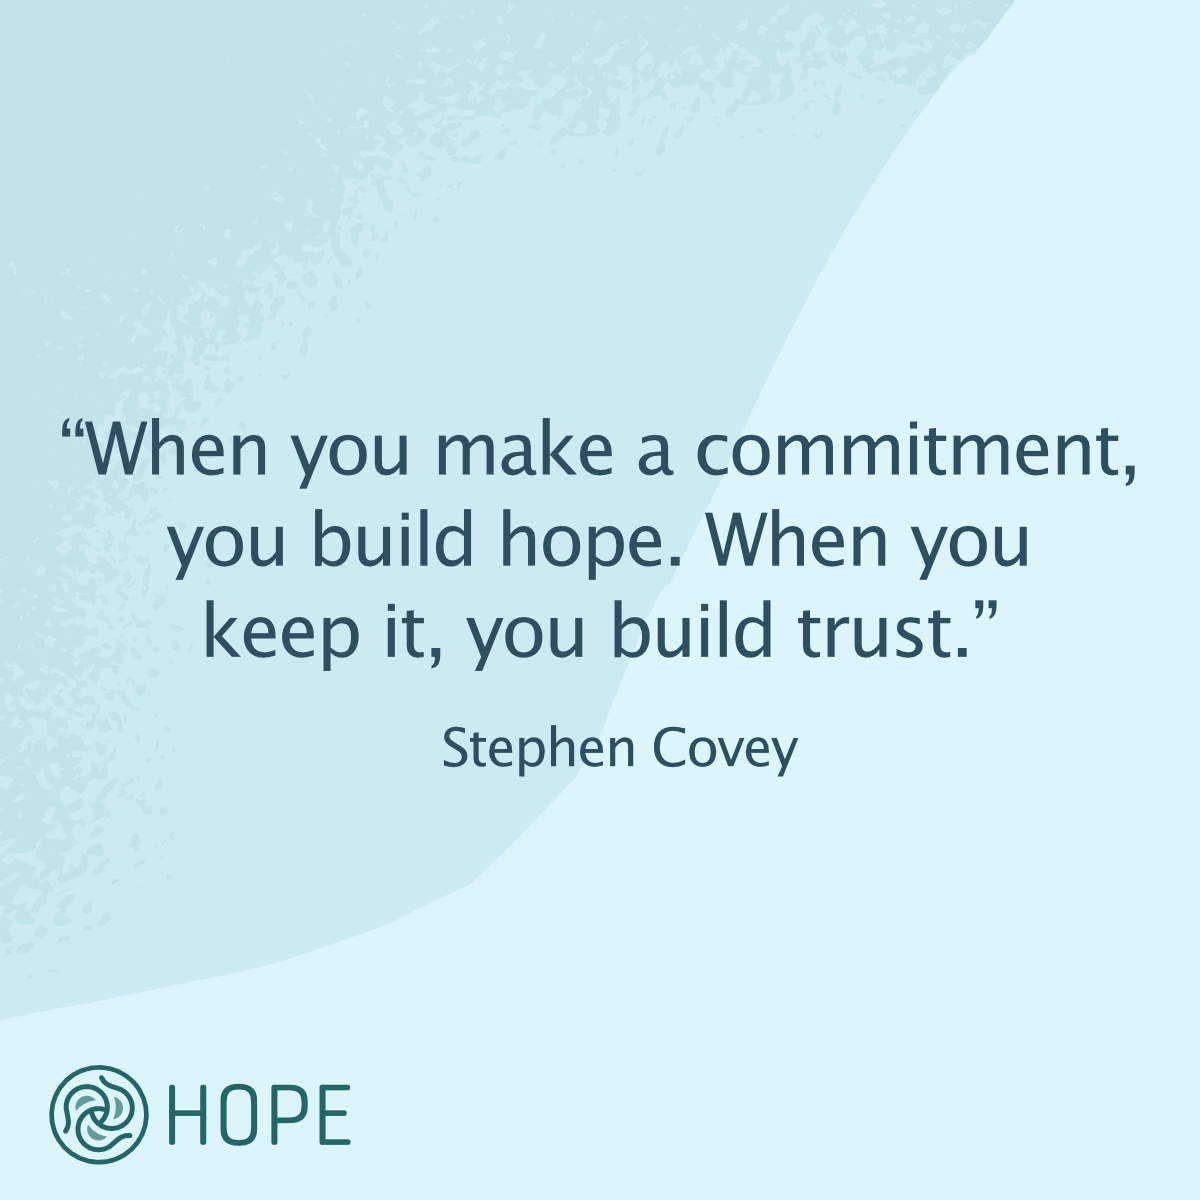 “When you make a commitment,
you build hope. When you
keep it, you build trust.”
Stephen Covey
HOPE